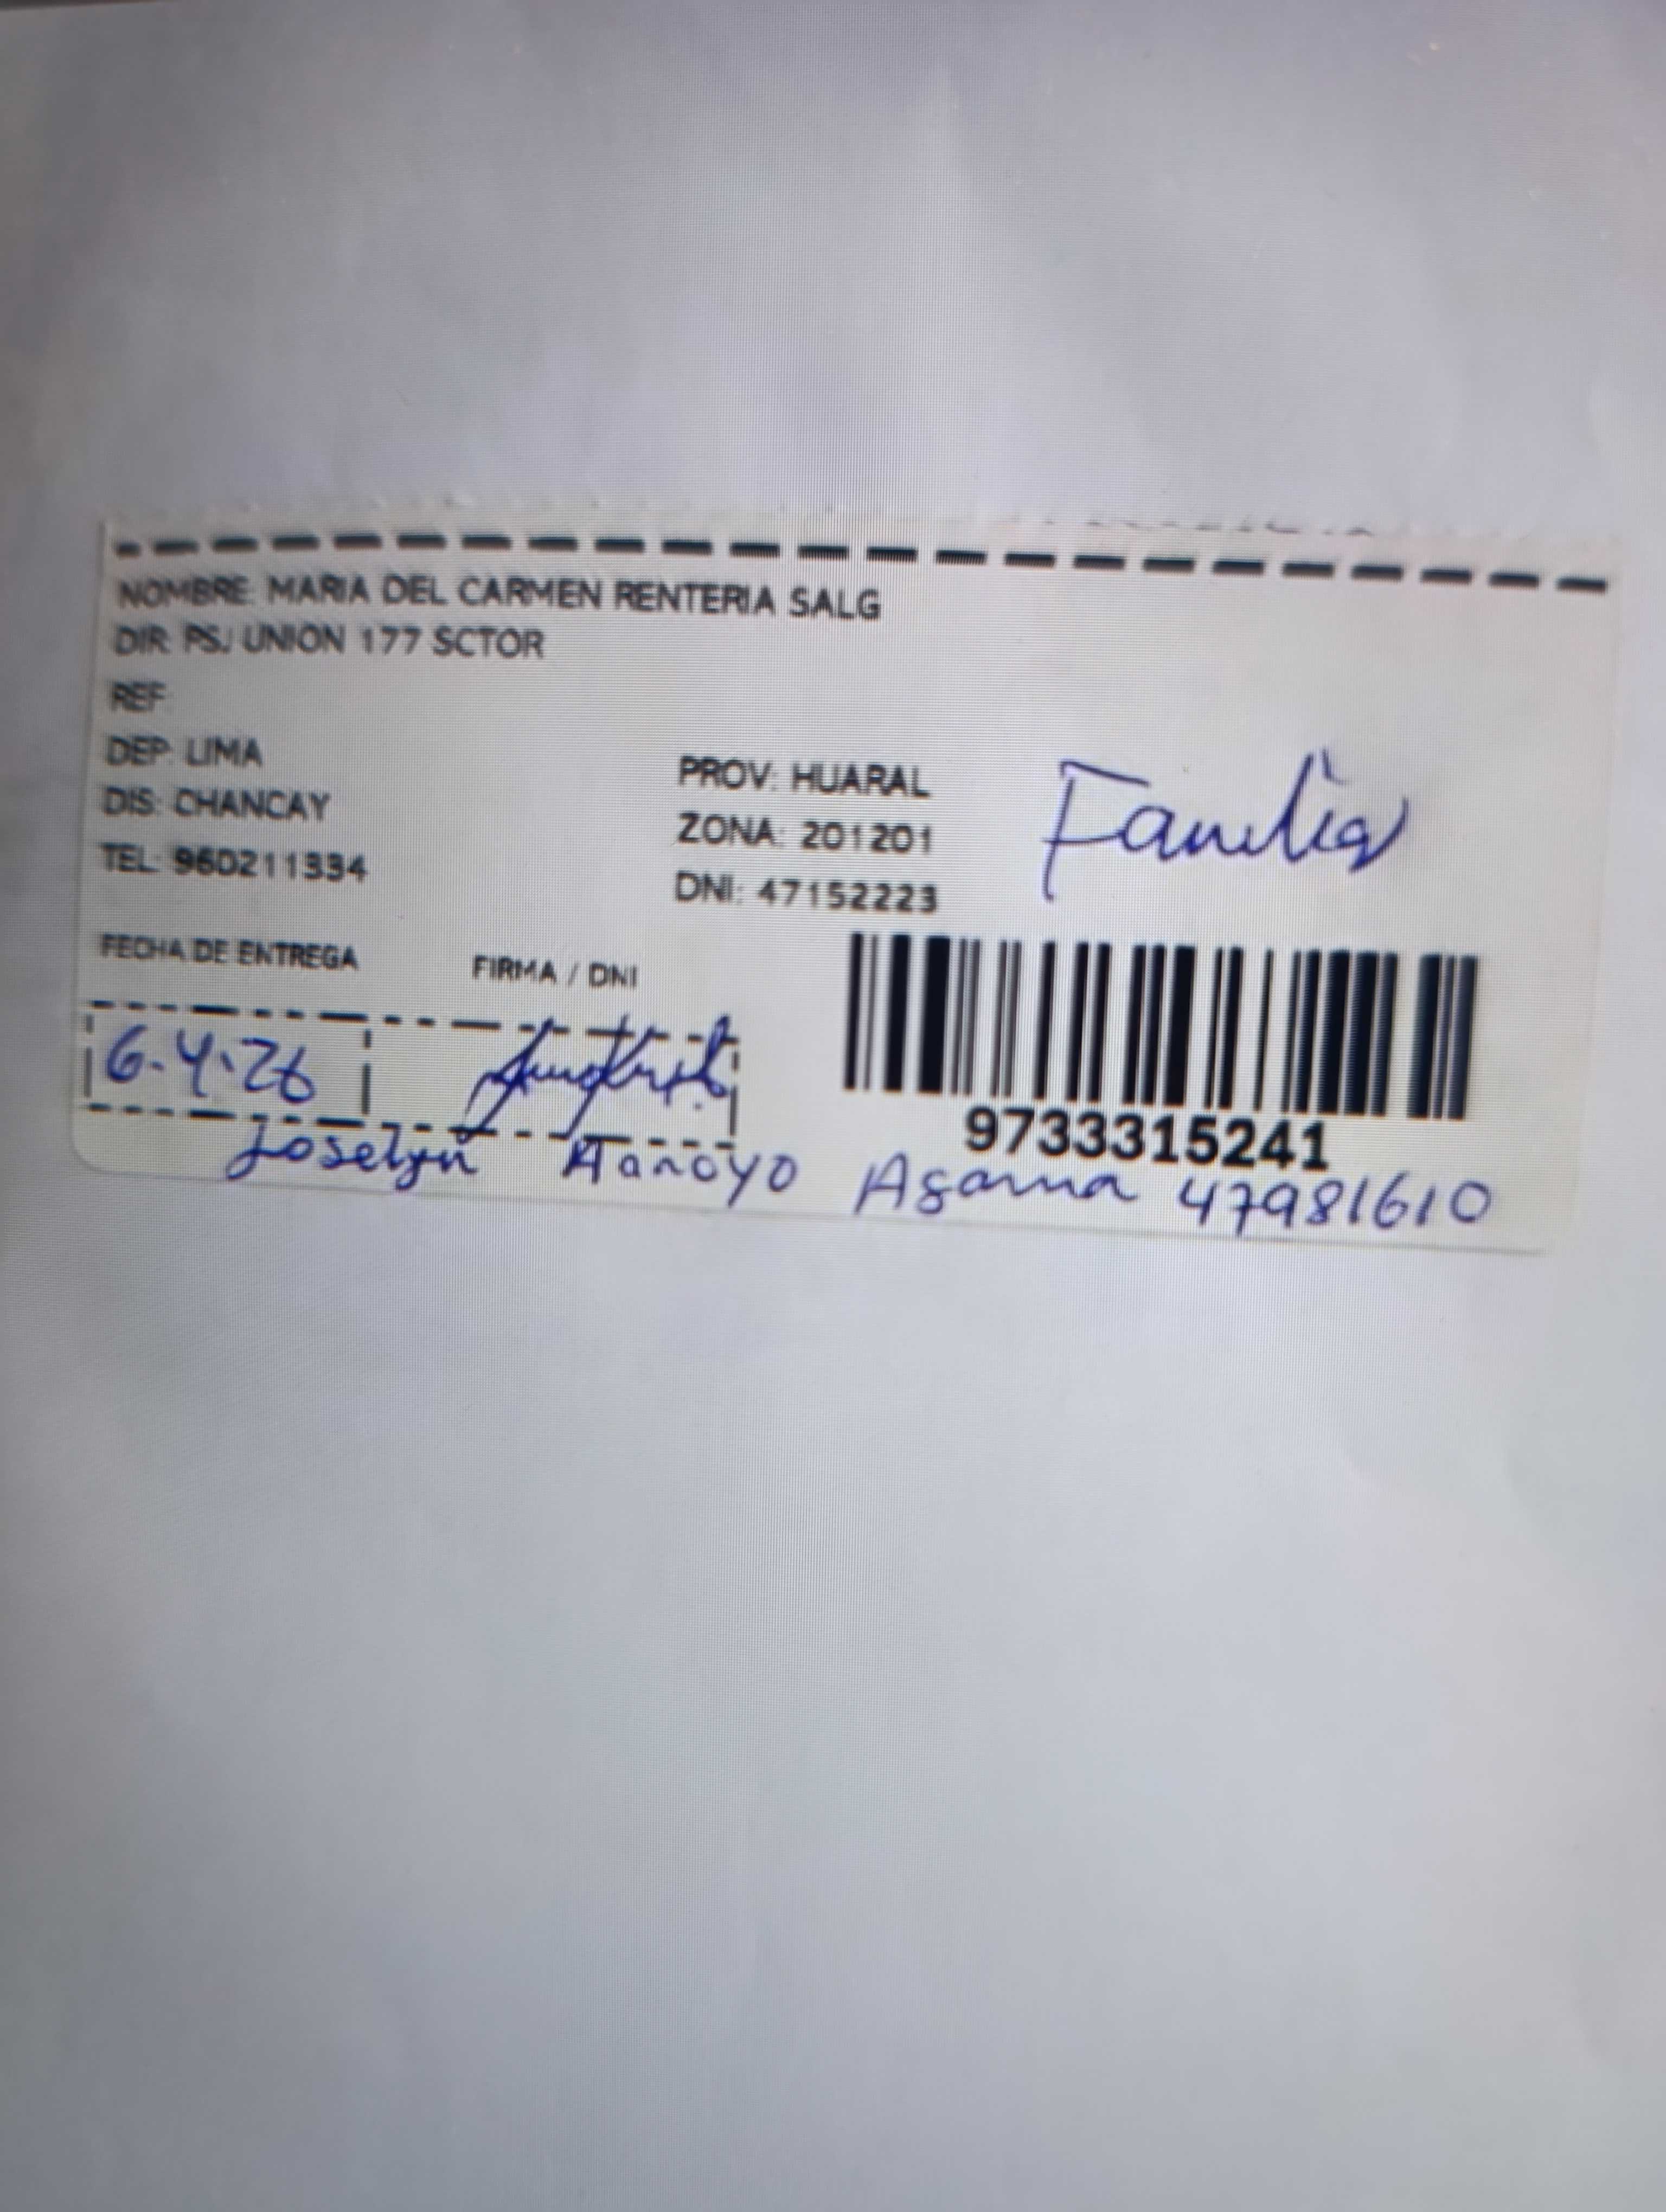 NOMBRE: MARIA DEL CARMEN RENTERIA SALG
DIR: PSJ UNION 177 SCTOR
REF:
DEP: LIMA
PROV: HUARAL
DIS: CHANCAY
ZONA: 201201
TEL: 960211334
DNI: 47152223
Familia
FECHA DE ENTREGA
FIRMA / DNI
6.4.26
9733315241
Joselyn Arroyo Agama 47981610